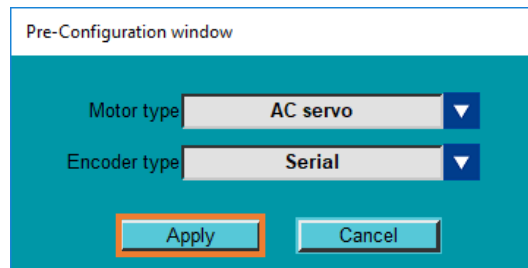 Pre-Configuration window
Motor type AC servo
Encoder type Serial
Apply Cancel